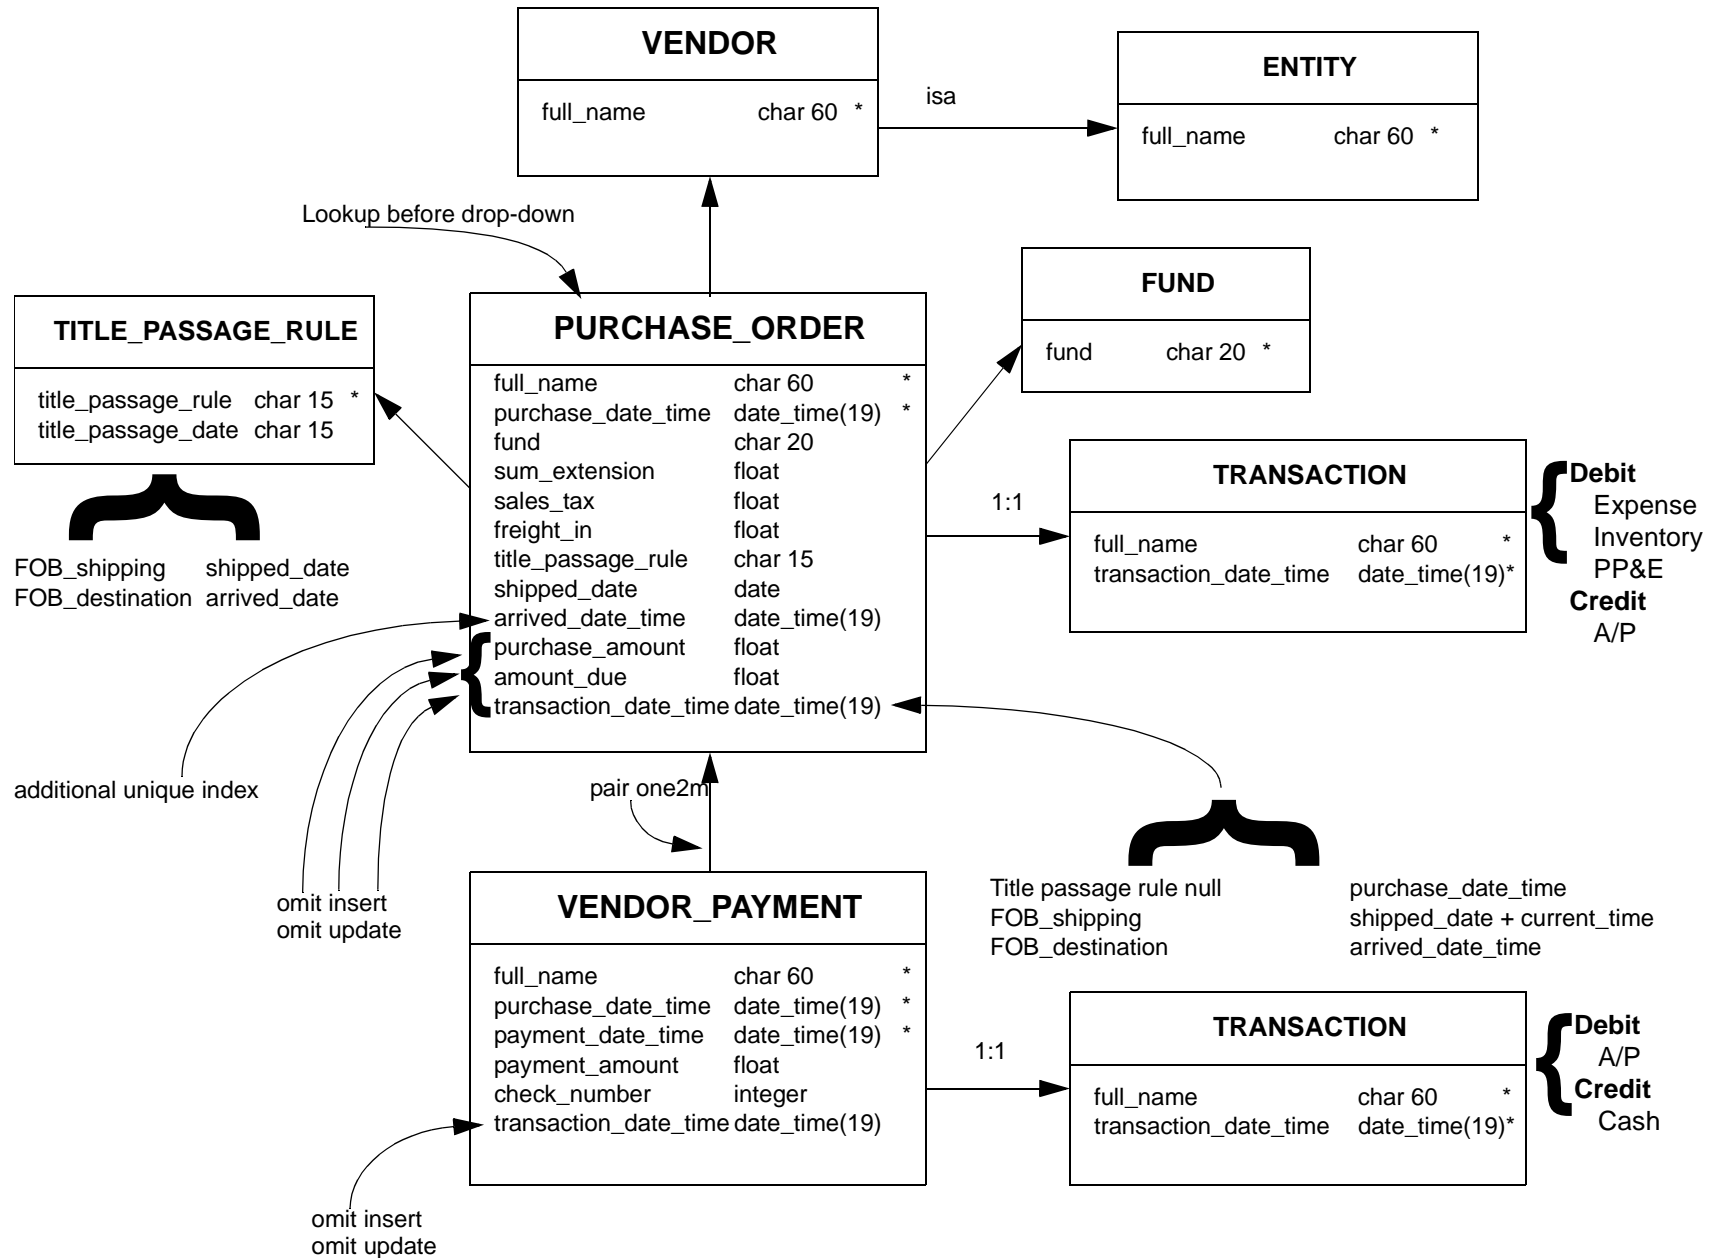 VENDOR
full_name char 60 *
isa
ENTITY
full_name char 60 *
Lookup before drop-down
FUND
fund char 20 *
TITLE_PASSAGE_RULE
title_passage_rule char 15 *
title_passage_date char 15
FOB_shipping shipped_date
FOB_destination arrived_date
PURCHASE_ORDER
full_name char 60 *
purchase_date_time date_time(19) *
fund char 20
sum_extension float
sales_tax float
freight_in float
title_passage_rule char 15
shipped_date date
arrived_date_time date_time(19)
purchase_amount float
amount_due float
transaction_date_time date_time(19)
1:1
TRANSACTION
full_name char 60 *
transaction_date_time date_time(19)*
Debit
Expense
Inventory
PP&E
Credit
A/P
additional unique index
omit insert
omit update
pair one2m
Title passage rule null purchase_date_time
FOB_shipping shipped_date + current_time
FOB_destination arrived_date_time
VENDOR_PAYMENT
full_name char 60 *
purchase_date_time date_time(19) *
payment_date_time date_time(19) *
payment_amount float
check_number integer
transaction_date_time date_time(19)
1:1
TRANSACTION
full_name char 60 *
transaction_date_time date_time(19)*
Debit
A/P
Credit
Cash
omit insert
omit update